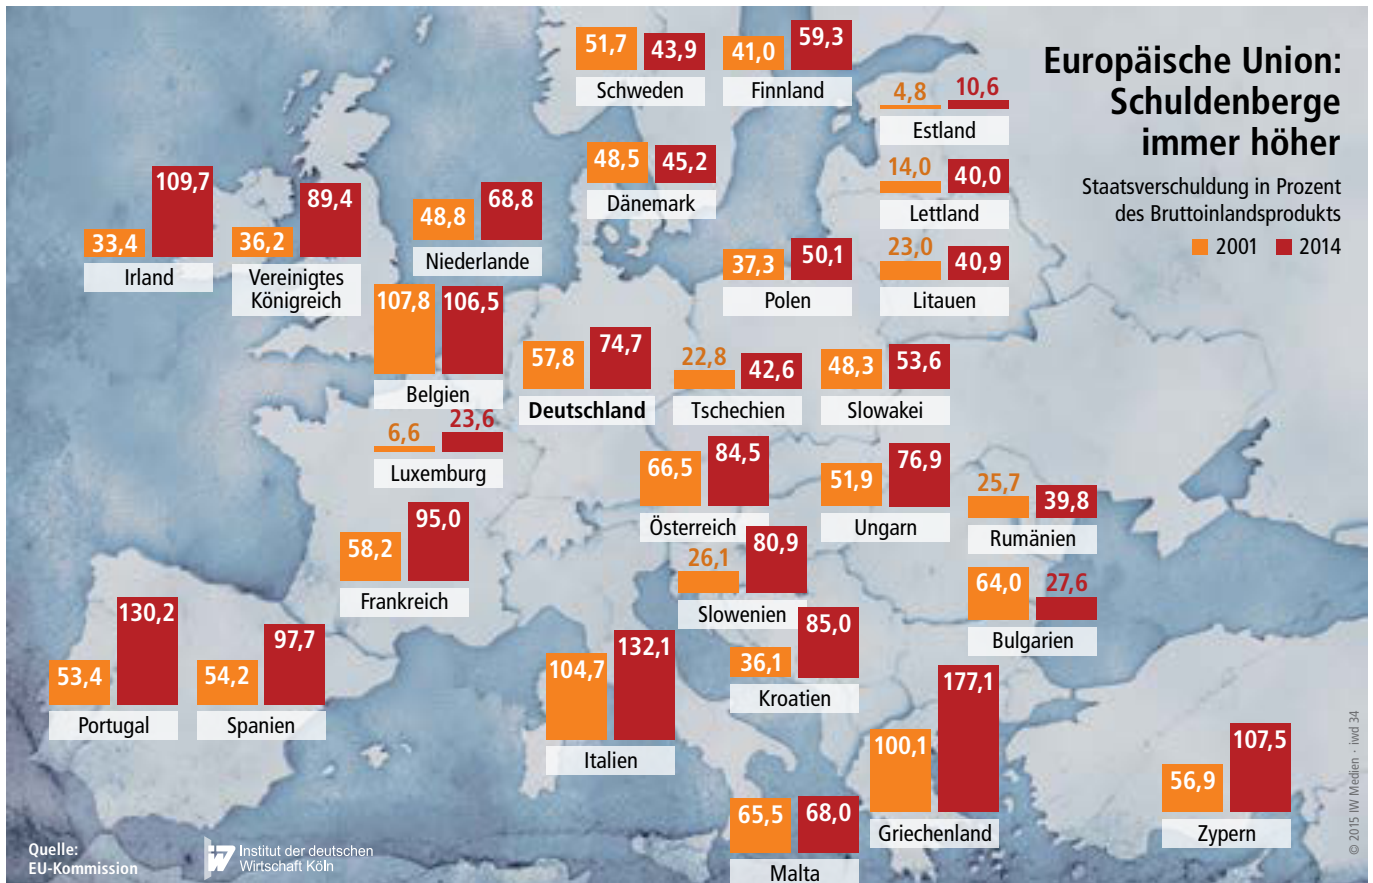 Europäische Union:
Schuldenberge
immer höher
Staatsverschuldung in Prozent
des Bruttoinlandsprodukts
2001 2014
51,7 43,9
Schweden
41,0 59,3
Finnland
4,8 10,6
Estland
48,5 45,2
Dänemark
14,0 40,0
Lettland
33,4 109,7
Irland
36,2 89,4
Vereinigtes
Königreich
48,8 68,8
Niederlande
37,3 50,1
Polen
23,0 40,9
Litauen
107,8 106,5
Belgien
57,8 74,7
Deutschland
22,8 42,6
Tschechien
48,3 53,6
Slowakei
6,6 23,6
Luxemburg
66,5 84,5
Österreich
51,9 76,9
Ungarn
25,7 39,8
Rumänien
58,2 95,0
Frankreich
26,1 80,9
Slowenien
64,0 27,6
Bulgarien
53,4 130,2
Portugal
54,2 97,7
Spanien
104,7 132,1
Italien
36,1 85,0
Kroatien
100,1 177,1
Griechenland
56,9 107,5
Zypern
65,5 68,0
Malta
Quelle:
EU-Kommission
iw Institut der deutschen
Wirtschaft Köln
© 2015 IW Medien · iwd 34